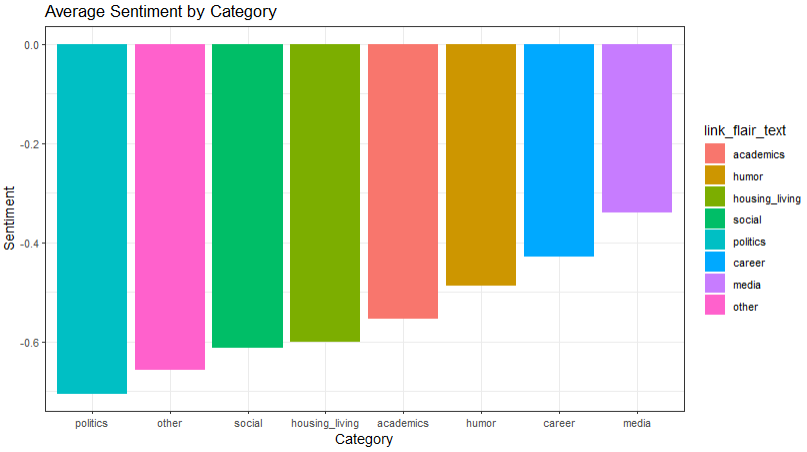 Average Sentiment by Category
0.0
-0.2
-0.4
-0.6
Sentiment
politics
other
social
housing_living
academics
humor
career
media
Category
link_flair_text
academics
humor
housing_living
social
politics
career
media
other